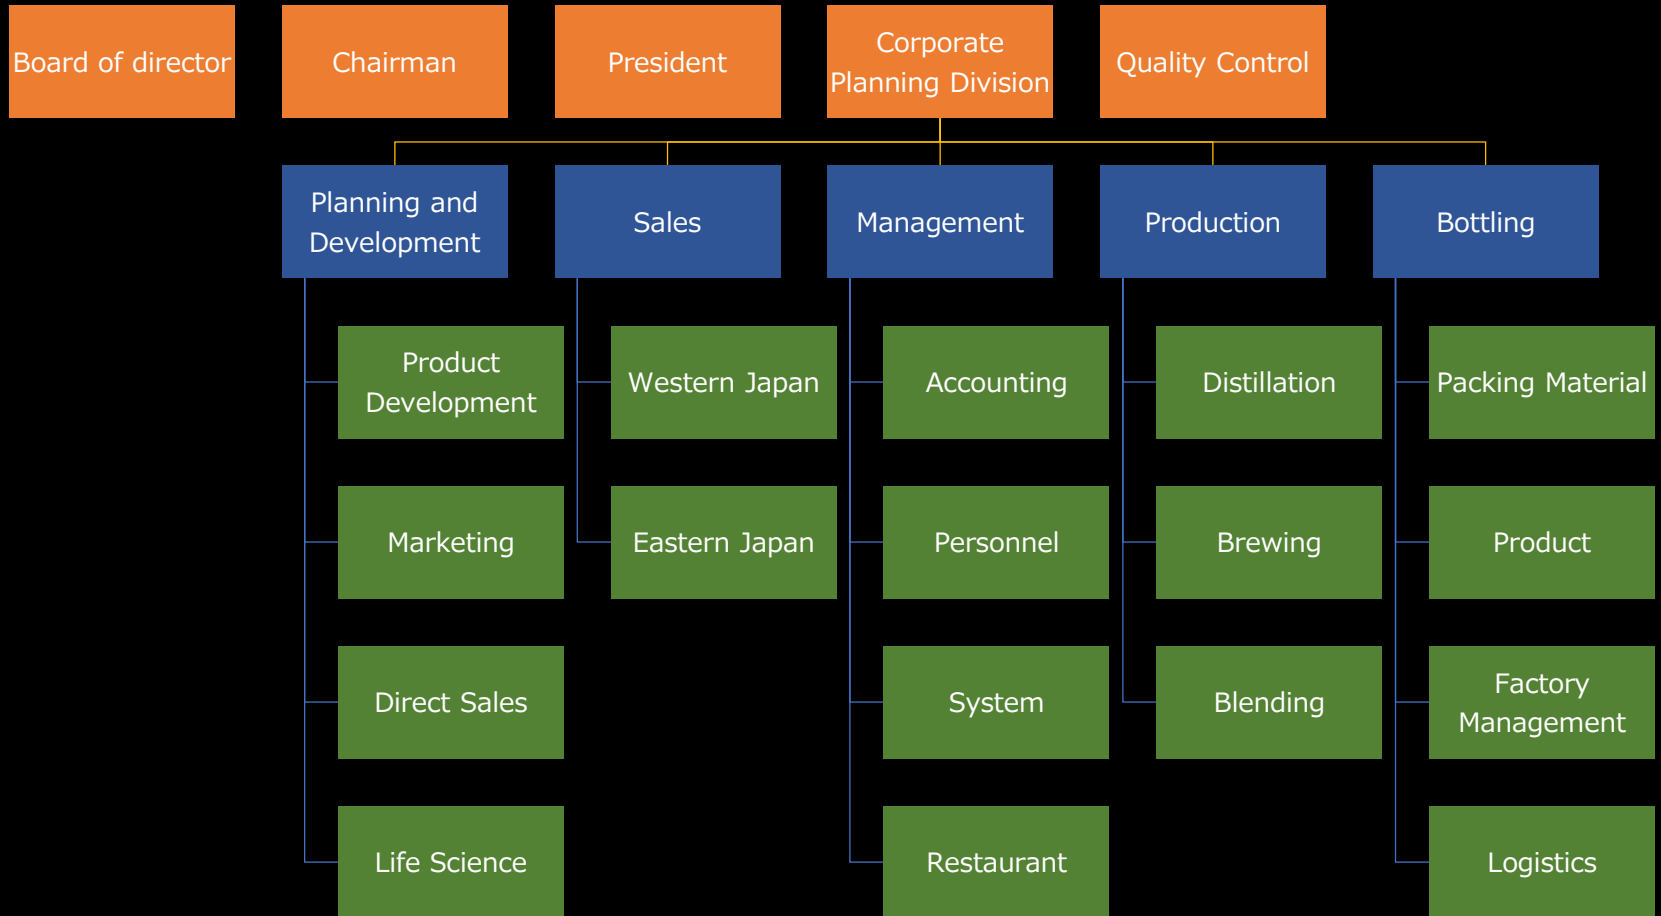 Board of director
Chairman
President
Corporate
Planning Division
Quality Control
Planning and
Development
Sales
Management
Production
Bottling
Product
Development
Western Japan
Accounting
Distillation
Packing Material
Marketing
Eastern Japan
Personnel
Brewing
Product
Direct Sales
System
Blending
Factory
Management
Life Science
Restaurant
Logistics